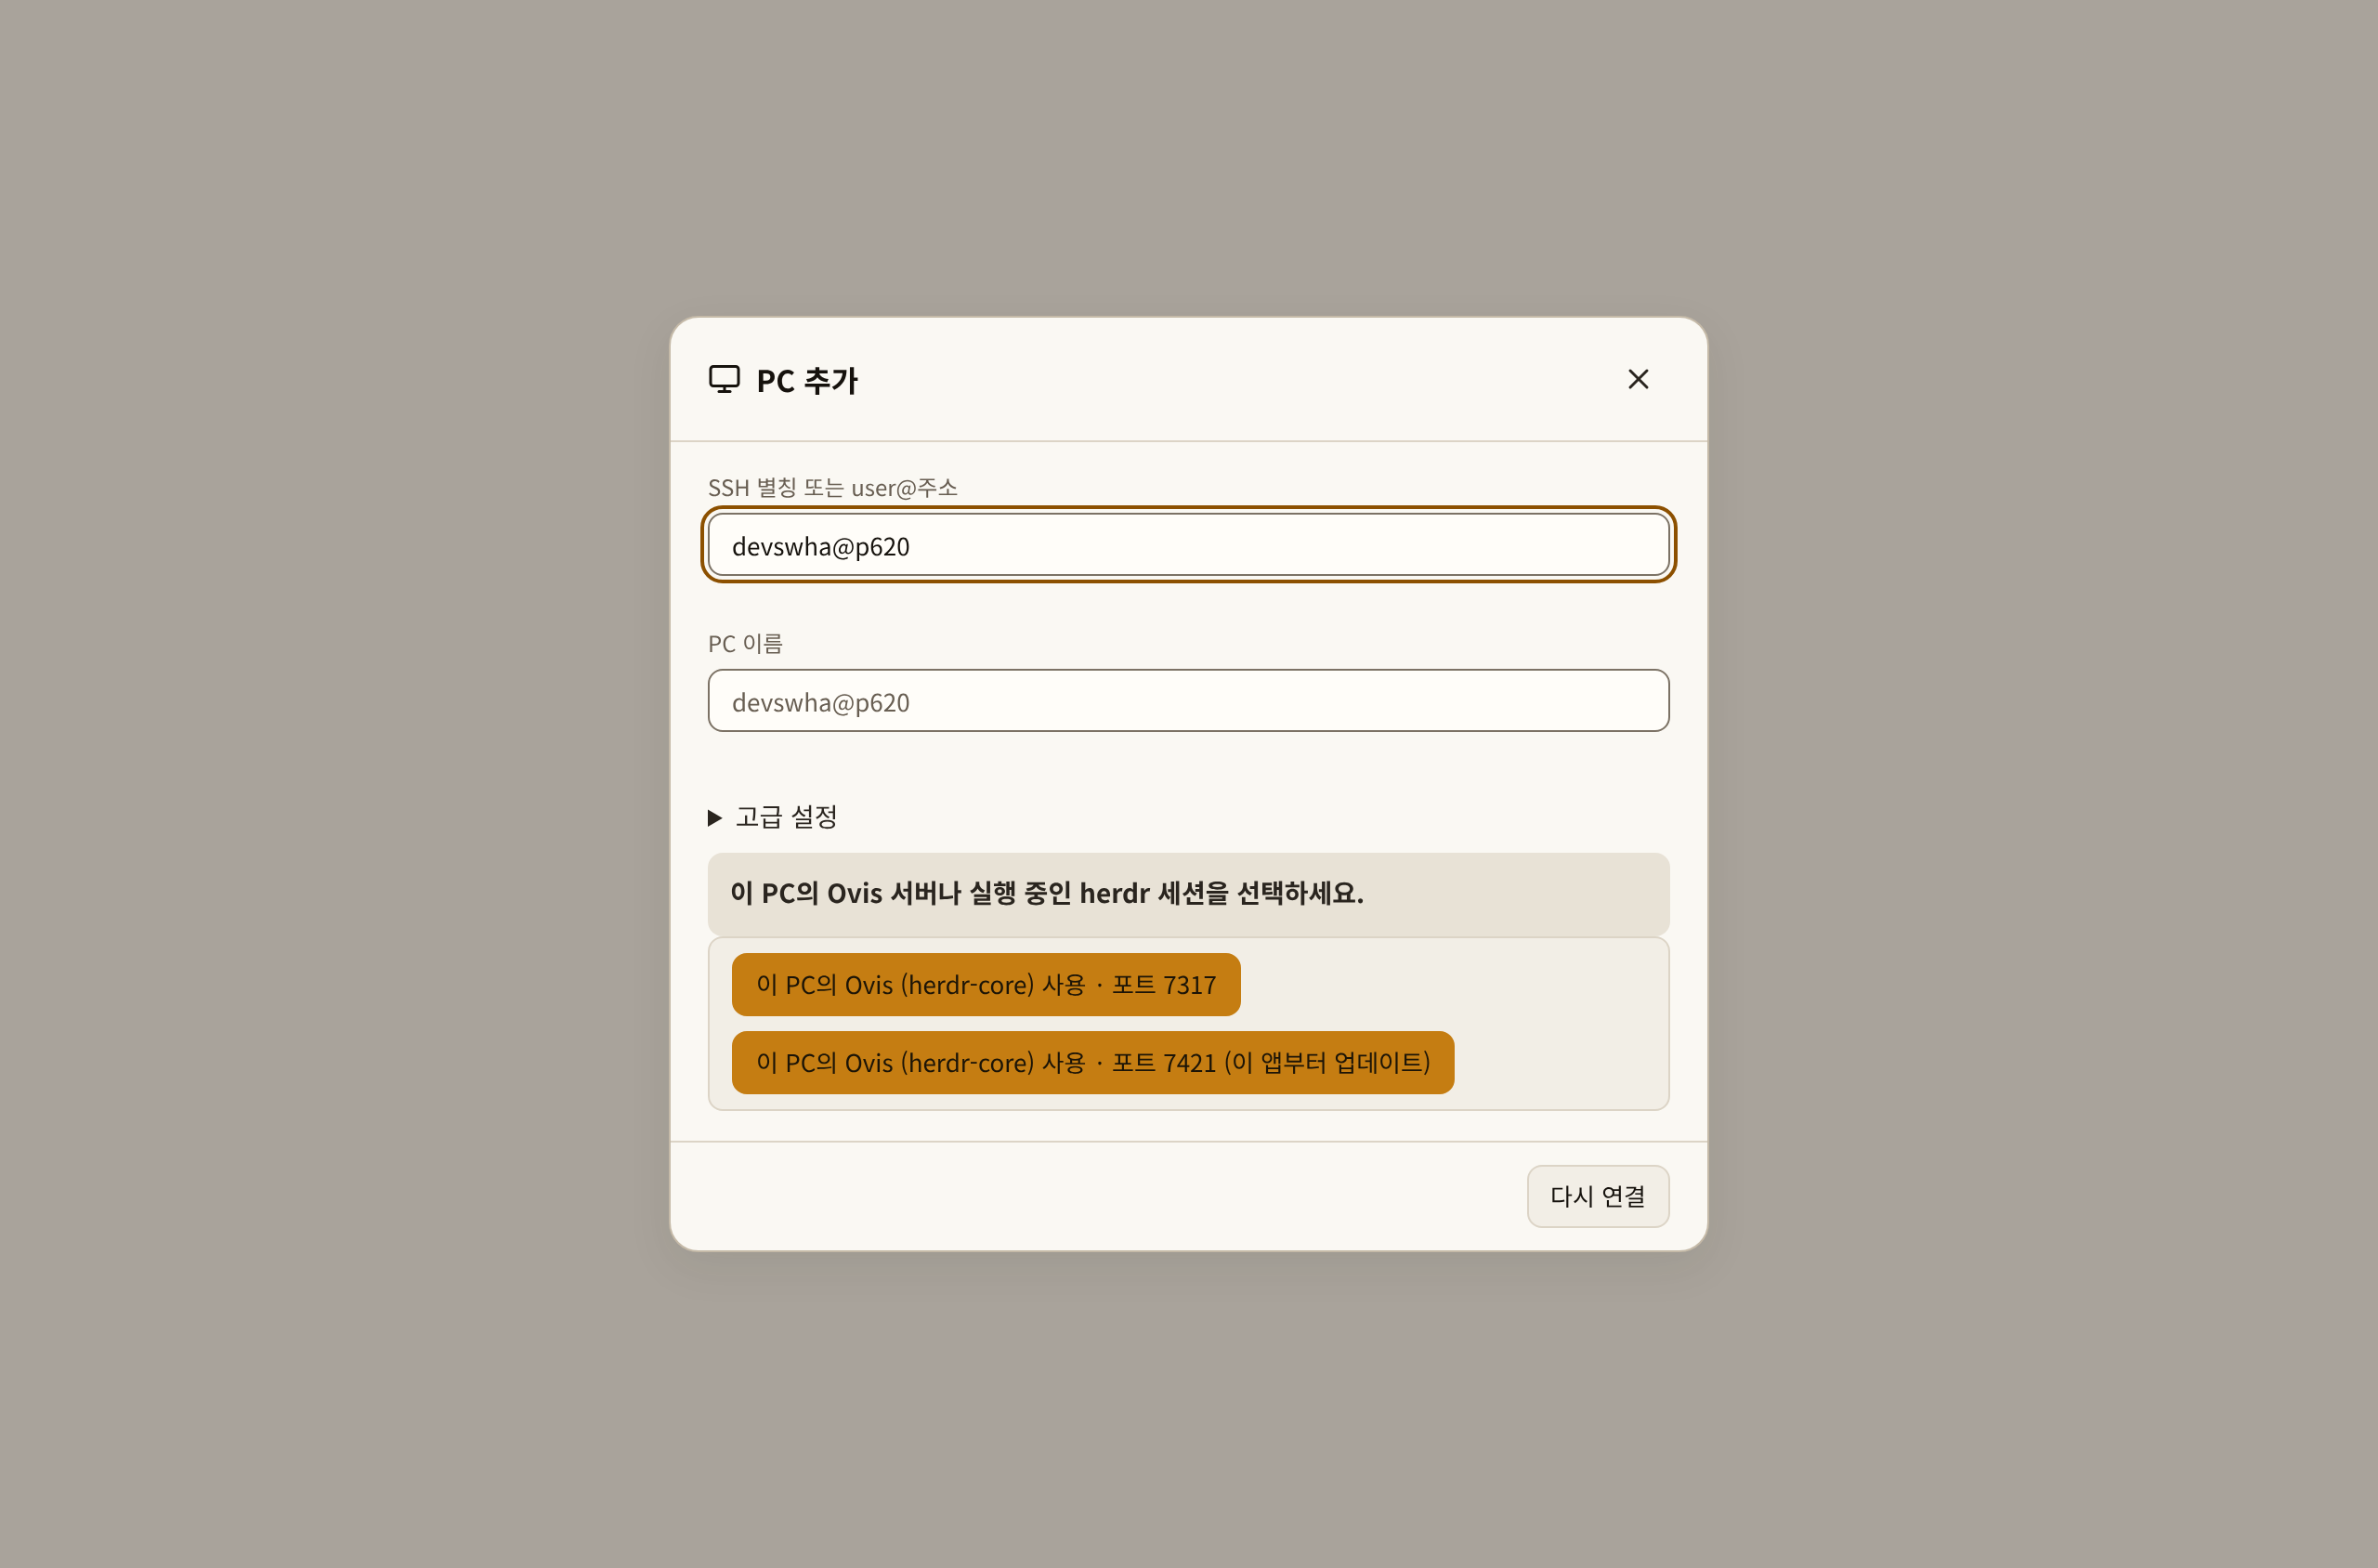 PC 추가
SSH 별칭 또는 user@주소
devswha@p620
PC 이름
devswha@p620
고급 설정
이 PC의 Ovis 서버나 실행 중인 herdr 세션을 선택하세요.
이 PC의 Ovis (herdr-core) 사용 · 포트 7317
이 PC의 Ovis (herdr-core) 사용 · 포트 7421 (이 앱부터 업데이트)
다시 연결